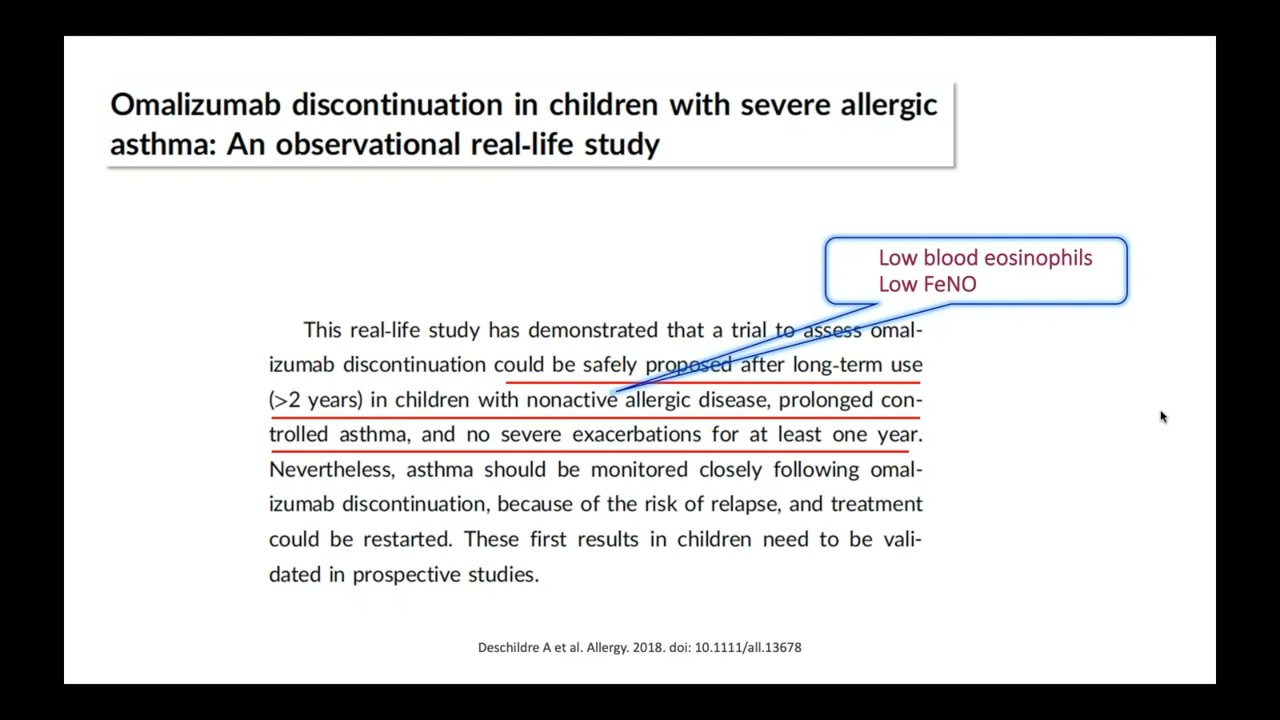 Omalizumab discontinuation in children with severe allergic
asthma: An observational real-life study
Low blood eosinophils
Low FeNO
This real-life study has demonstrated that a trial to assess omal-
izumab discontinuation could be safely proposed after long-term use
(>2 years) in children with nonactive allergic disease, prolonged con-
trolled asthma, and no severe exacerbations for at least one year.
Nevertheless, asthma should be monitored closely following omal-
izumab discontinuation, because of the risk of relapse, and treatment
could be restarted. These first results in children need to be vali-
dated in prospective studies.
Deschildre A et al. Allergy. 2018. doi: 10.1111/all.13678